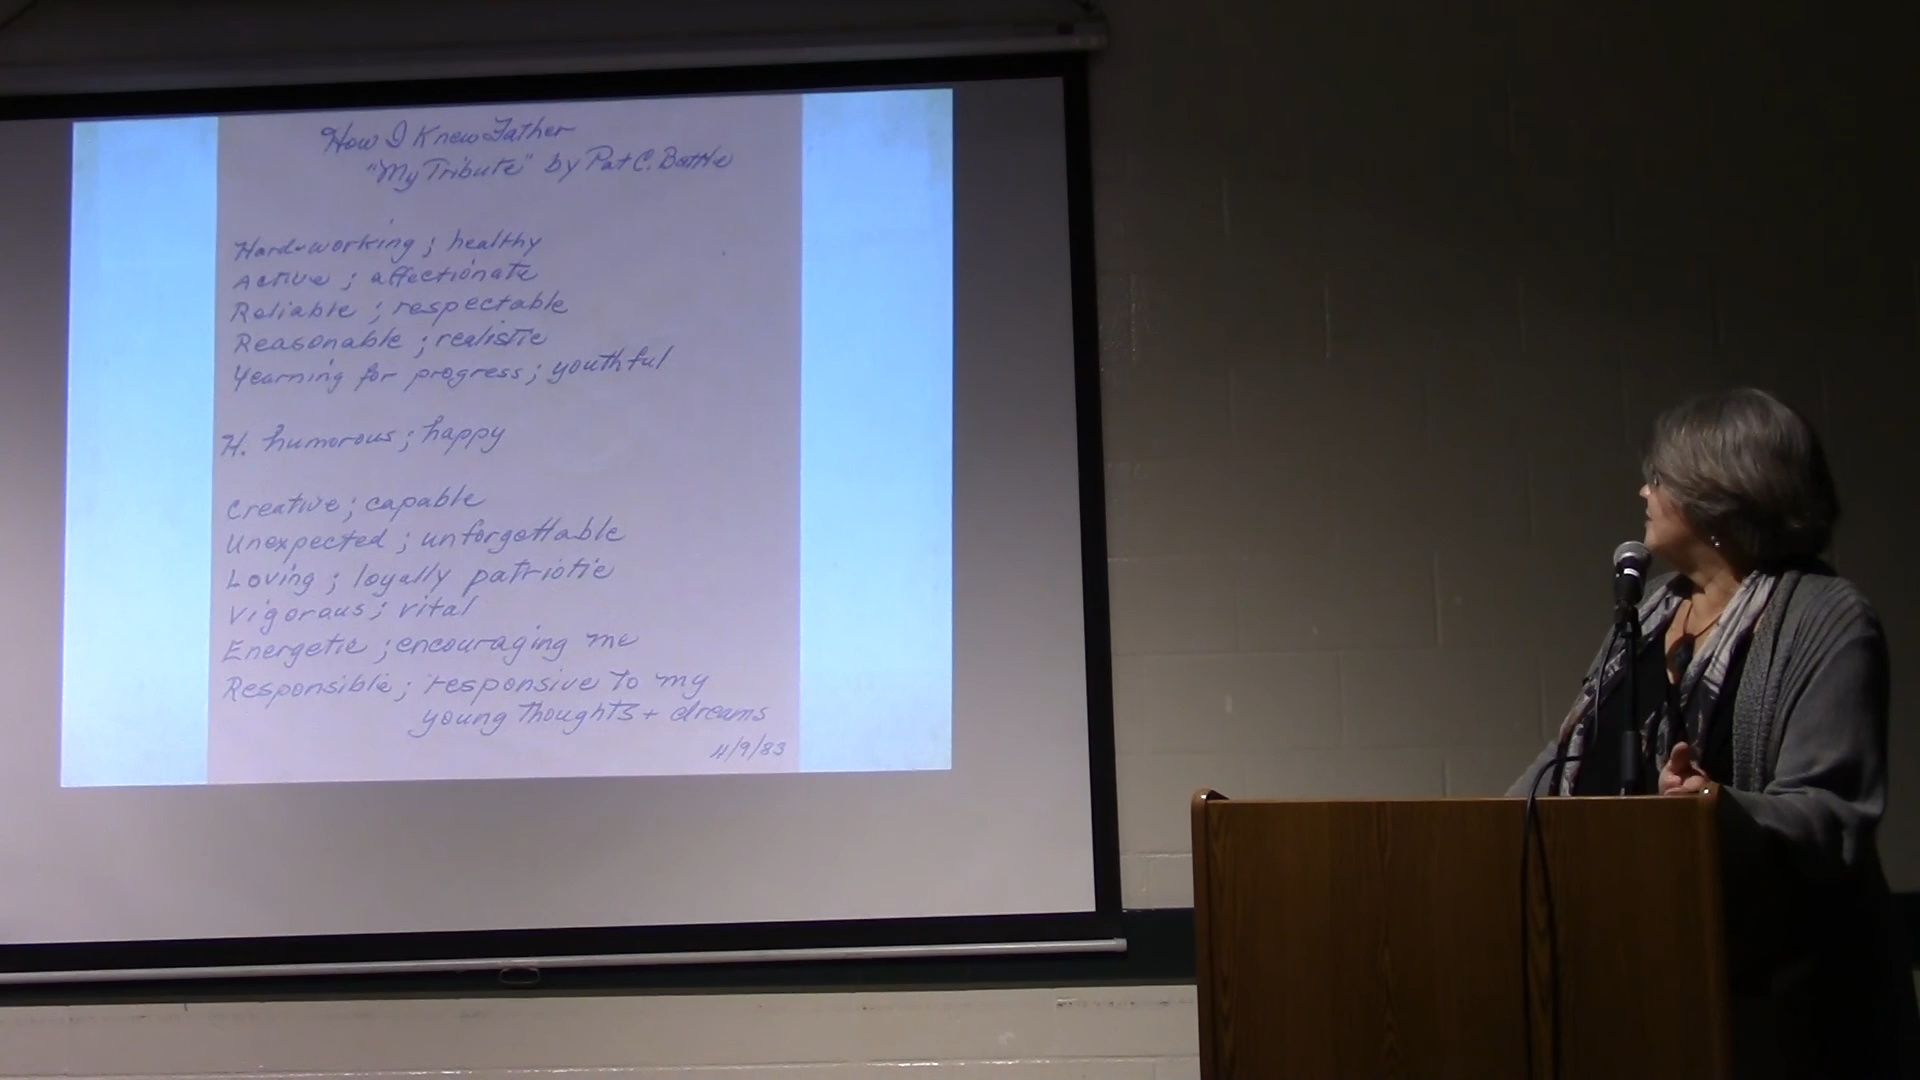 How I Knew Father
"My Tribute" by Pat C. Battle
Hard-working; healthy
Active; affectionate
Reliable; respectable
Reasonable; realistic
Yearning for progress; youthful
H. humorous; happy
Creative; capable
Unexpected; unforgettable
Loving; loyally patriotic
Vigorous; vital
Energetic; encouraging me
Responsible; responsive to my
young thoughts + dreams
4/9/83